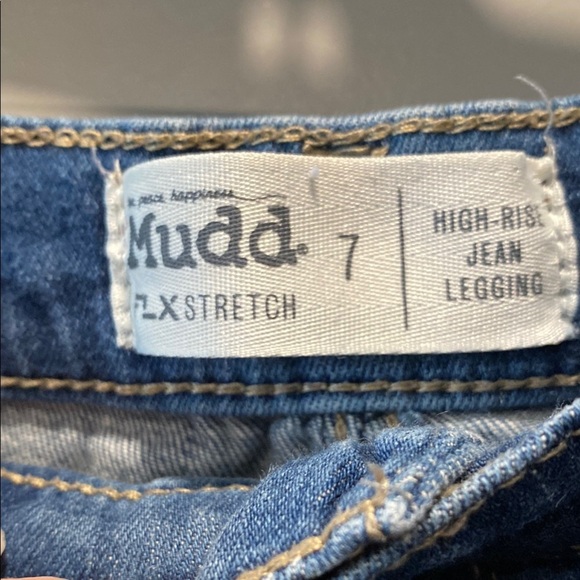 peace, happiness
Mudd.
FLX STRETCH
7
HIGH-RISE
JEAN
LEGGING